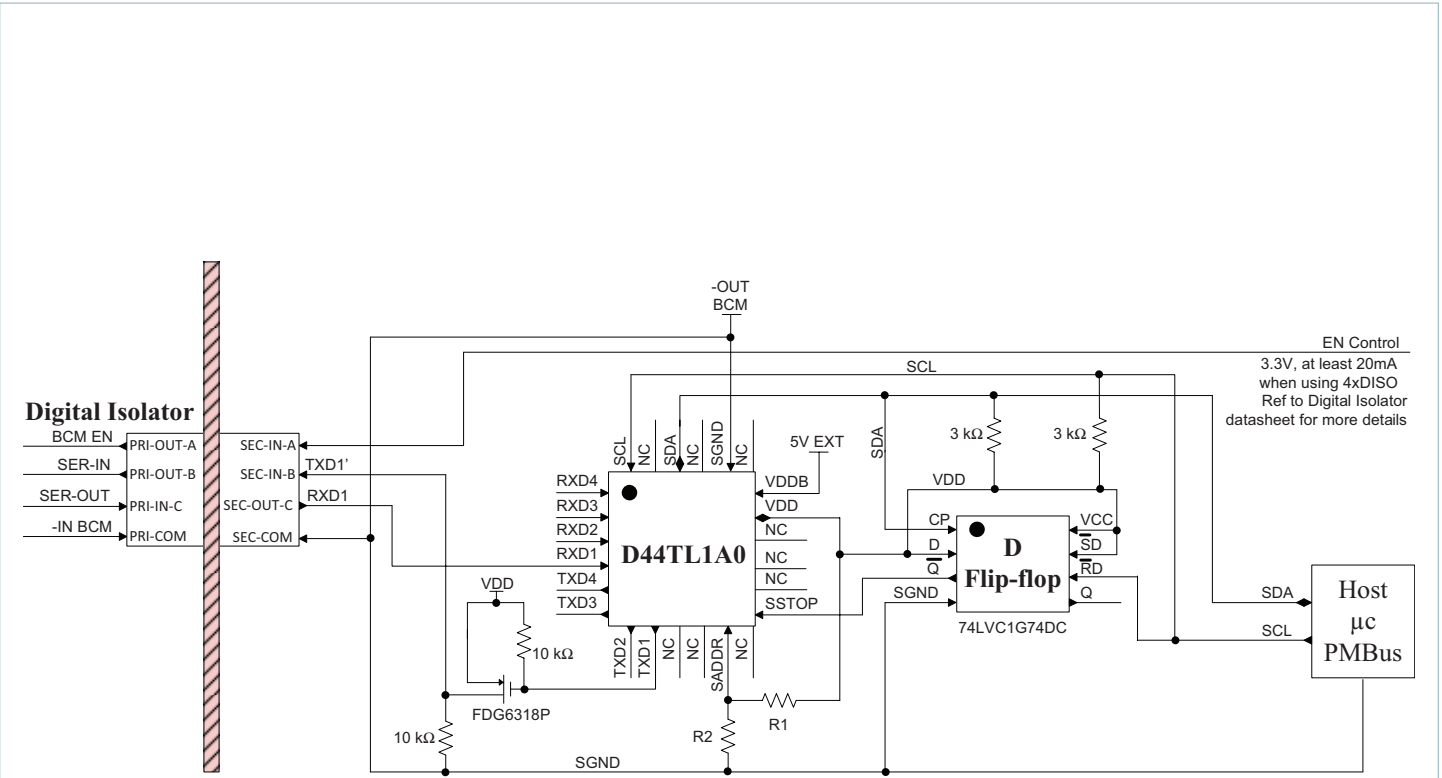 -OUT
BCM
EN Control
3.3V, at least 20mA
when using 4xDISO
Ref to Digital Isolator
datasheet for more details
SCL
Digital Isolator
BCM EN
PRI-OUT-A
SEC-IN-A
SER-IN
PRI-OUT-B
SEC-IN-B
TXD1'
SER-OUT
PRI-IN-C
SEC-OUT-C
RXD1
-IN BCM
PRI-COM
SEC-COM
SCL
NC
SDA
NC
SGND
NC
5V EXT
SDA
3 kΩ
3 kΩ
VDD
RXD4
RXD3
RXD2
RXD1
TXD4
TXD3
D44TL1A0
VDDB
VDD
NC
NC
NC
SSTOP
TXD2
TXD1
NC
NC
SADDR
NC
CP
D
Q
SGND
D
Flip-flop
VCC
SD
RD
Q
74LVC1G74DC
SDA
SCL
Host
µc
PMBus
VDD
10 kΩ
FDG6318P
10 kΩ
R1
R2
SGND